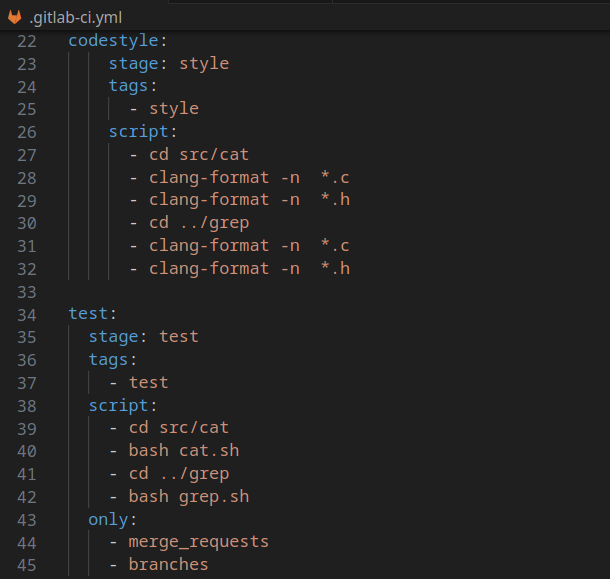 .gitlab-ci.yml
22 codestyle:
23 stage: style
24 tags:
25 - style
26 script:
27 - cd src/cat
28 - clang-format -n  *.c
29 - clang-format -n  *.h
30 - cd ../grep
31 - clang-format -n  *.c
32 - clang-format -n  *.h
33
34 test:
35 stage: test
36 tags:
37 - test
38 script:
39 - cd src/cat
40 - bash cat.sh
41 - cd ../grep
42 - bash grep.sh
43 only:
44 - merge_requests
45 - branches